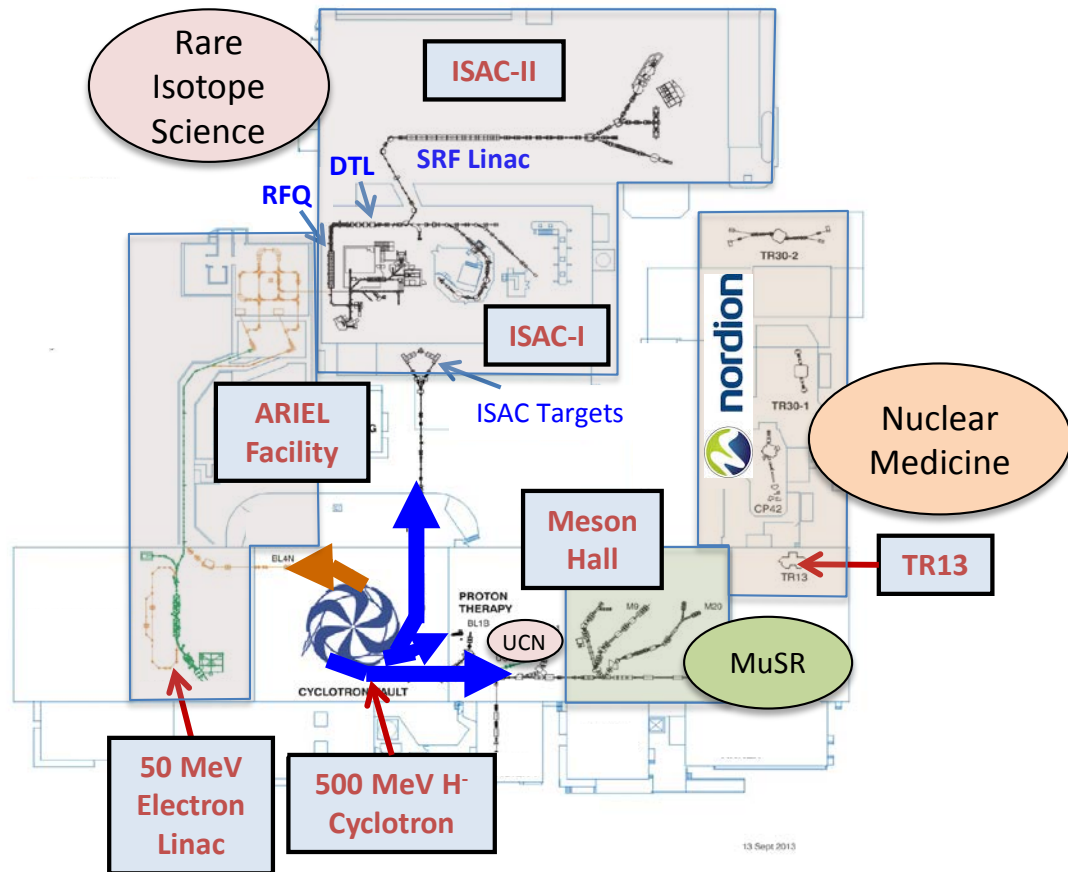 Rare
Isotope
Science
ISAC-II
SRF Linac
DTL
RFQ
TR30-2
nordion
ISAC-I
TR30-1
ISAC Targets
ARIEL
Facility
Nuclear
Medicine
CP42
Meson
Hall
BL4N
TR13
TR13
PROTON
THERAPY
BL1B
M9
M20
UCN
MuSR
CYCLOTRON VAULT
50 MeV
Electron
Linac
500 MeV H-
Cyclotron
13 Sept 2013